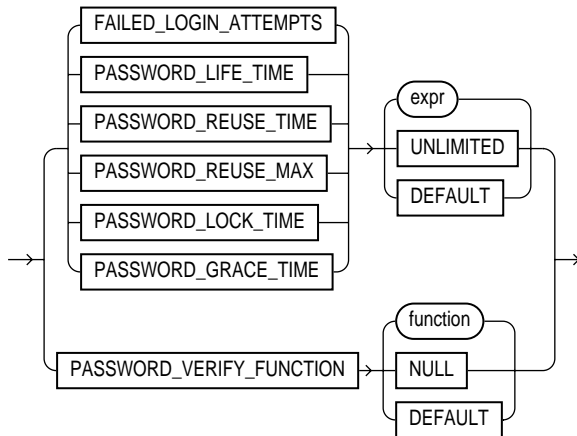 FAILED_LOGIN_ATTEMPTS
PASSWORD_LIFE_TIME
PASSWORD_REUSE_TIME
PASSWORD_REUSE_MAX
PASSWORD_LOCK_TIME
PASSWORD_GRACE_TIME
expr
UNLIMITED
DEFAULT
PASSWORD_VERIFY_FUNCTION
function
NULL
DEFAULT